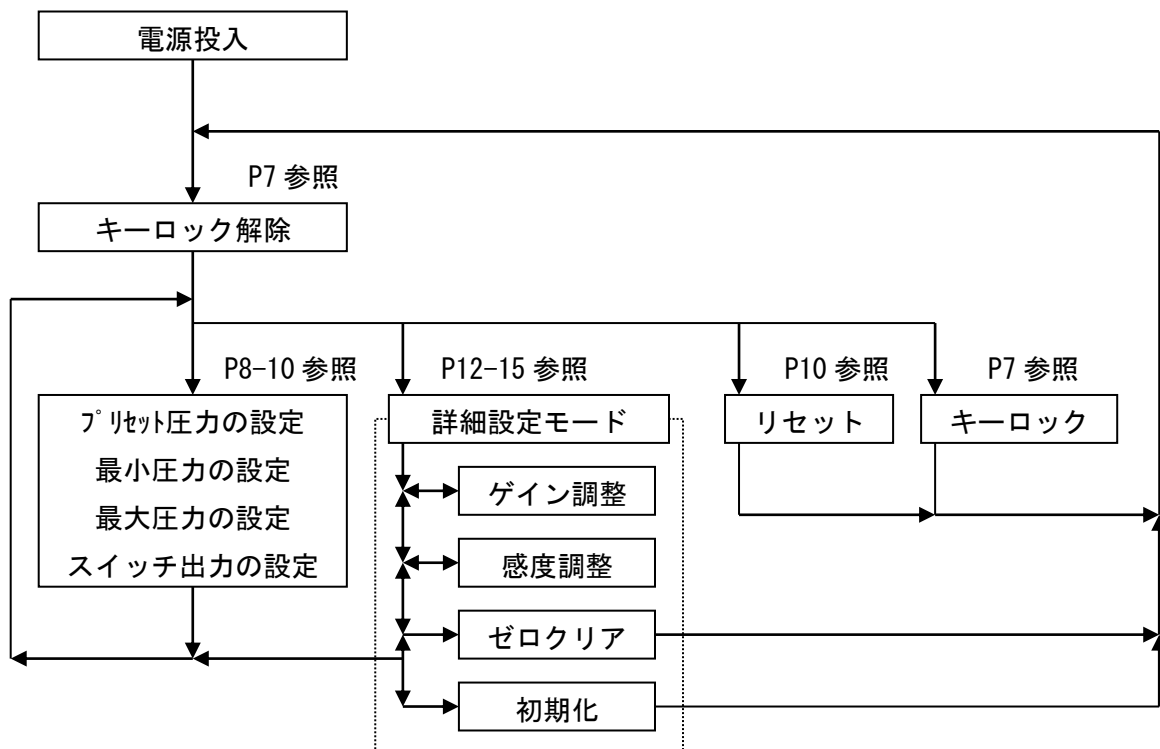 電源投入
P7 参照
キーロック解除
P8-10 参照
P12-15 参照
P10 参照
P7 参照
ﾌﾟﾘｾｯﾄ圧力の設定
最小圧力の設定
最大圧力の設定
スイッチ出力の設定
詳細設定モード
リセット
キーロック
ゲイン調整
感度調整
ゼロクリア
初期化